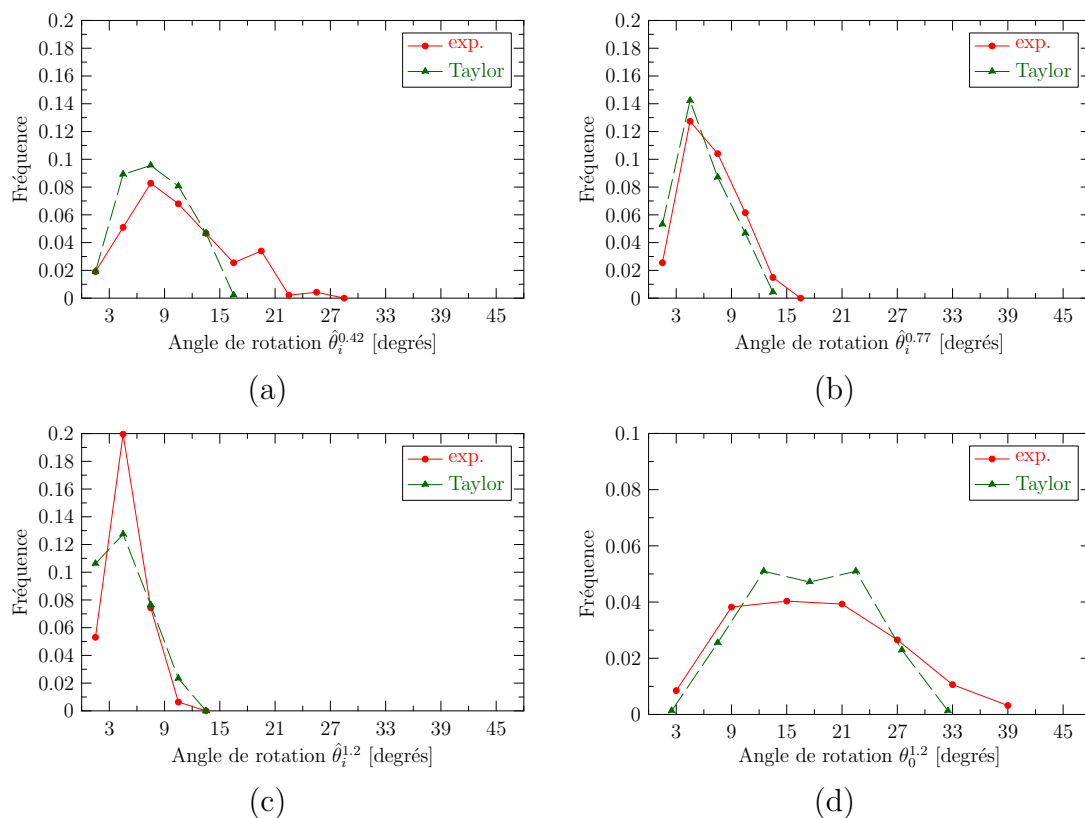 0.2
0.18
0.16
0.14
0.12
0.1
0.08
0.06
0.04
0.02
0
Fréquence
exp.
Taylor
3 9 15 21 27 33 39 45
Angle de rotation θ̂_i^{0.42} [degrés]
(a)
0.2
0.18
0.16
0.14
0.12
0.1
0.08
0.06
0.04
0.02
0
Fréquence
exp.
Taylor
3 9 15 21 27 33 39 45
Angle de rotation θ̂_i^{0.77} [degrés]
(b)
0.2
0.18
0.16
0.14
0.12
0.1
0.08
0.06
0.04
0.02
0
Fréquence
exp.
Taylor
3 9 15 21 27 33 39 45
Angle de rotation θ̂_i^{1.2} [degrés]
(c)
0.1
0.08
0.06
0.04
0.02
0
Fréquence
exp.
Taylor
3 9 15 21 27 33 39 45
Angle de rotation θ_0^{1.2} [degrés]
(d)